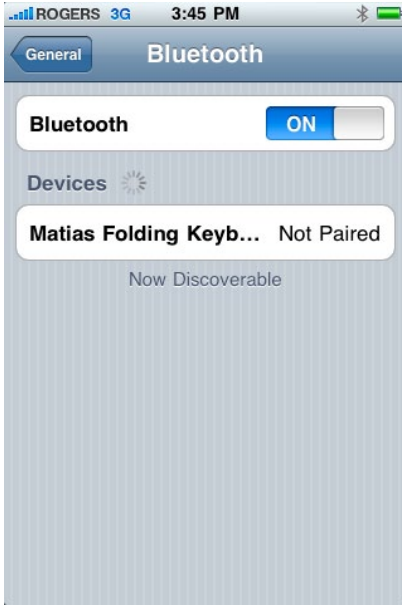 ROGERS 3G 3:45 PM
General Bluetooth
Bluetooth ON
Devices
Matias Folding Keyb... Not Paired
Now Discoverable